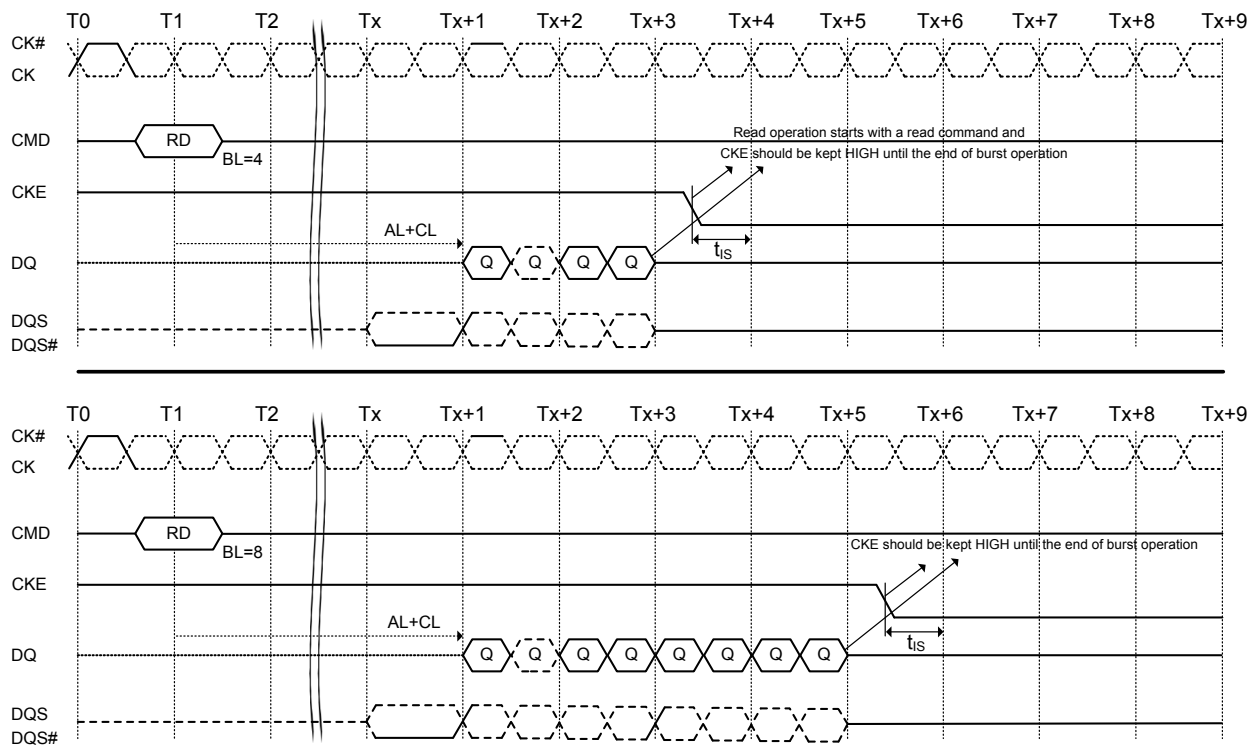 T0 T1 T2 Tx Tx+1 Tx+2 Tx+3 Tx+4 Tx+5 Tx+6 Tx+7 Tx+8 Tx+9
CK#
CK
Read operation starts with a read command and
CMD RD
BL=4
CKE should be kept HIGH until the end of burst operation
CKE
AL+CL
tIS
DQ Q Q Q Q
DQS
DQS#
T0 T1 T2 Tx Tx+1 Tx+2 Tx+3 Tx+4 Tx+5 Tx+6 Tx+7 Tx+8 Tx+9
CK#
CK
CMD RD
BL=8
CKE should be kept HIGH until the end of burst operation
CKE
AL+CL
tIS
DQ Q Q Q Q Q Q Q Q
DQS
DQS#